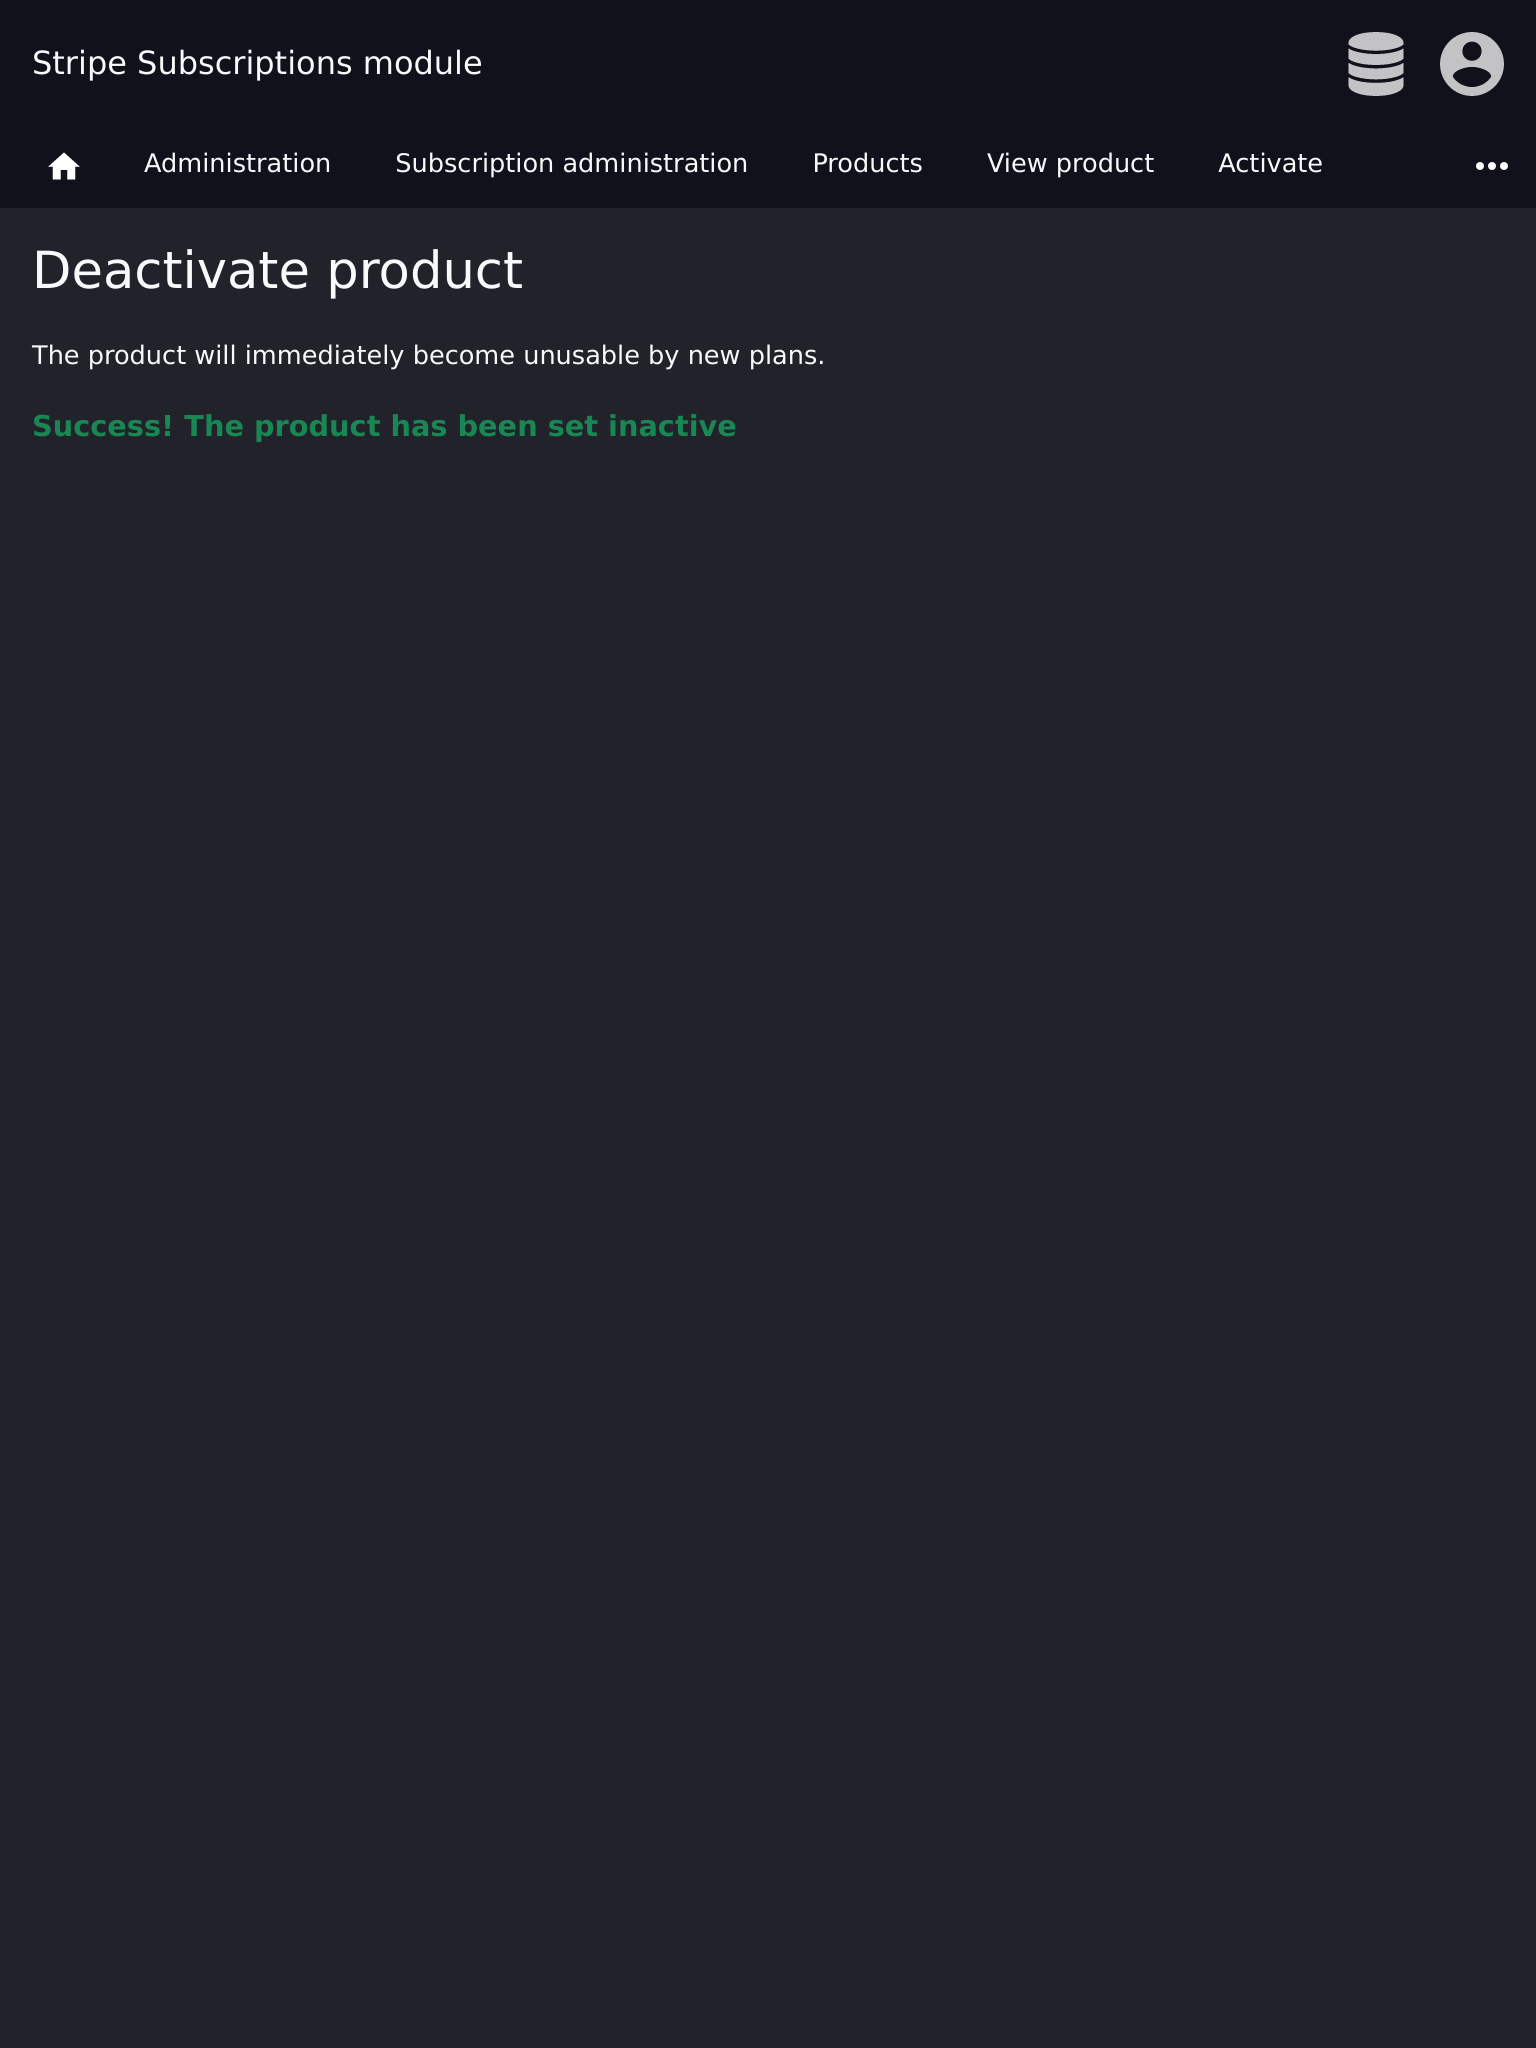 Stripe Subscriptions module
Administration Subscription administration Products View product Activate
Deactivate product
The product will immediately become unusable by new plans.
Success! The product has been set inactive